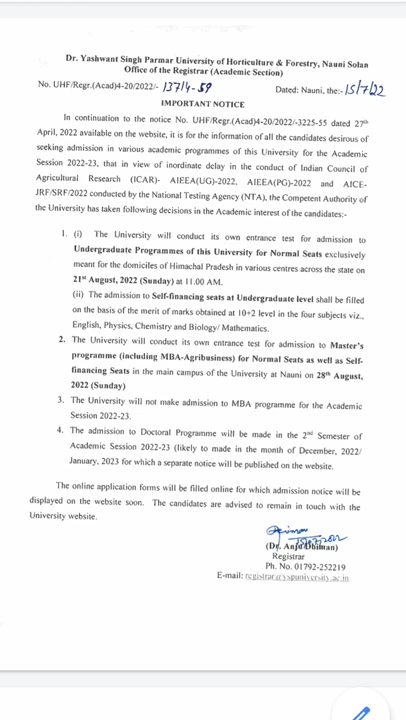 Dr. Yashwant Singh Parmar University of Horticulture & Forestry, Nauni Solan
Office of the Registrar (Academic Section)
No. UHF/Regr.(Acad)4-20/2022/- 13714-59 Dated: Nauni, the:- 15/7/22
IMPORTANT NOTICE
In continuation to the notice No. UHF/Regr.(Acad)4-20/2022/-3225-55 dated 27th
April, 2022 available on the website, it is for the information of all the candidates desirous of
seeking admission in various academic programmes of this University for the Academic
Session 2022-23, that in view of inordinate delay in the conduct of Indian Council of
Agricultural Research (ICAR)- AIEEA(UG)-2022, AIEEA(PG)-2022 and AICE-
JRF/SRF/2022 conducted by the National Testing Agency (NTA), the Competent Authority of
the University has taken following decisions in the Academic interest of the candidates:-
1. (i) The University will conduct its own entrance test for admission to
Undergraduate Programmes of this University for Normal Seats exclusively
meant for the domiciles of Himachal Pradesh in various centres across the state on
21st August, 2022 (Sunday) at 11.00 AM.
(ii) The admission to Self-financing seats at Undergraduate level shall be filled
on the basis of the merit of marks obtained at 10+2 level in the four subjects viz.,
English, Physics, Chemistry and Biology/ Mathematics.
2. The University will conduct its own entrance test for admission to Master's
programme (including MBA-Agribusiness) for Normal Seats as well as Self-
financing Seats in the main campus of the University at Nauni on 28th August,
2022 (Sunday)
3. The University will not make admission to MBA programme for the Academic
Session 2022-23.
4. The admission to Doctoral Programme will be made in the 2nd Semester of
Academic Session 2022-23 (likely to be made in the month of December, 2022/
January, 2023 for which a separate notice will be published on the website.
The online application forms will be filled online for which admission notice will be
displayed on the website soon. The candidates are advised to remain in touch with the
University website.
(Dr. Anju Dhiman)
Registrar
Ph. No. 01792-252219
E-mail: registrar@yspuniversity.ac.in